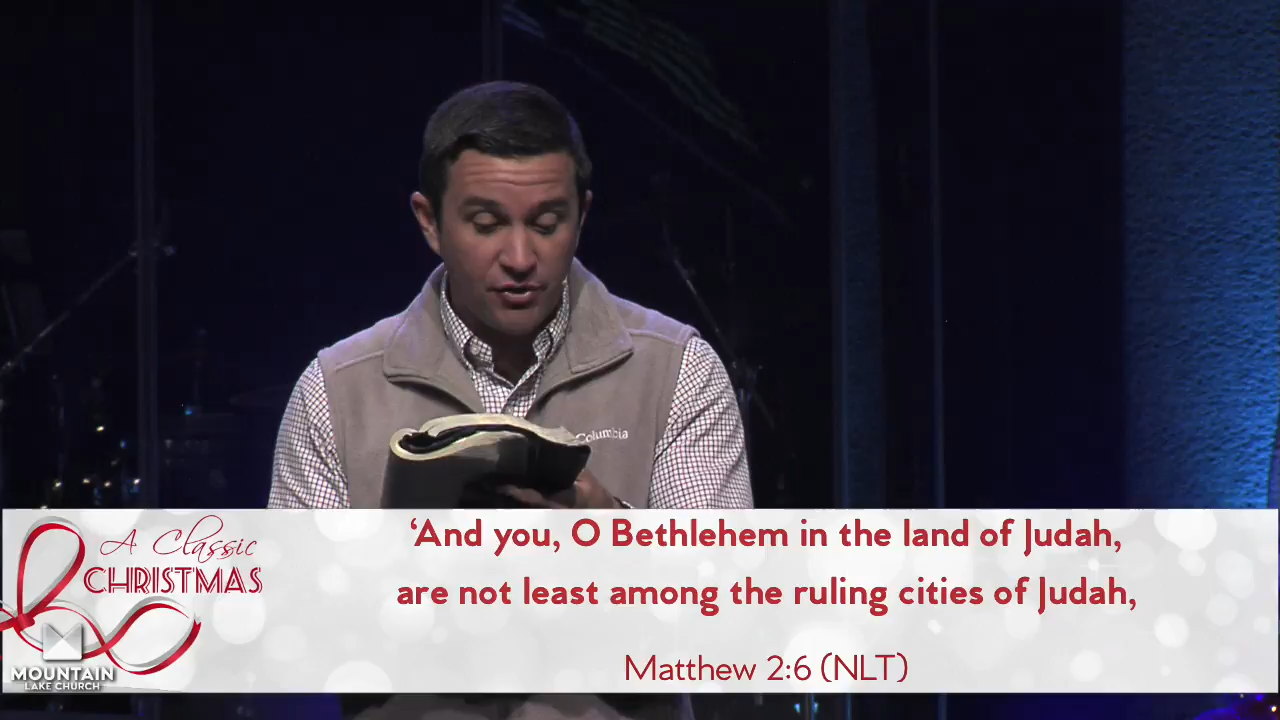 Columbia
A Classic
CHRISTMAS
MOUNTAIN
LAKE CHURCH
‘And you, O Bethlehem in the land of Judah,
are not least among the ruling cities of Judah,
Matthew 2:6 (NLT)